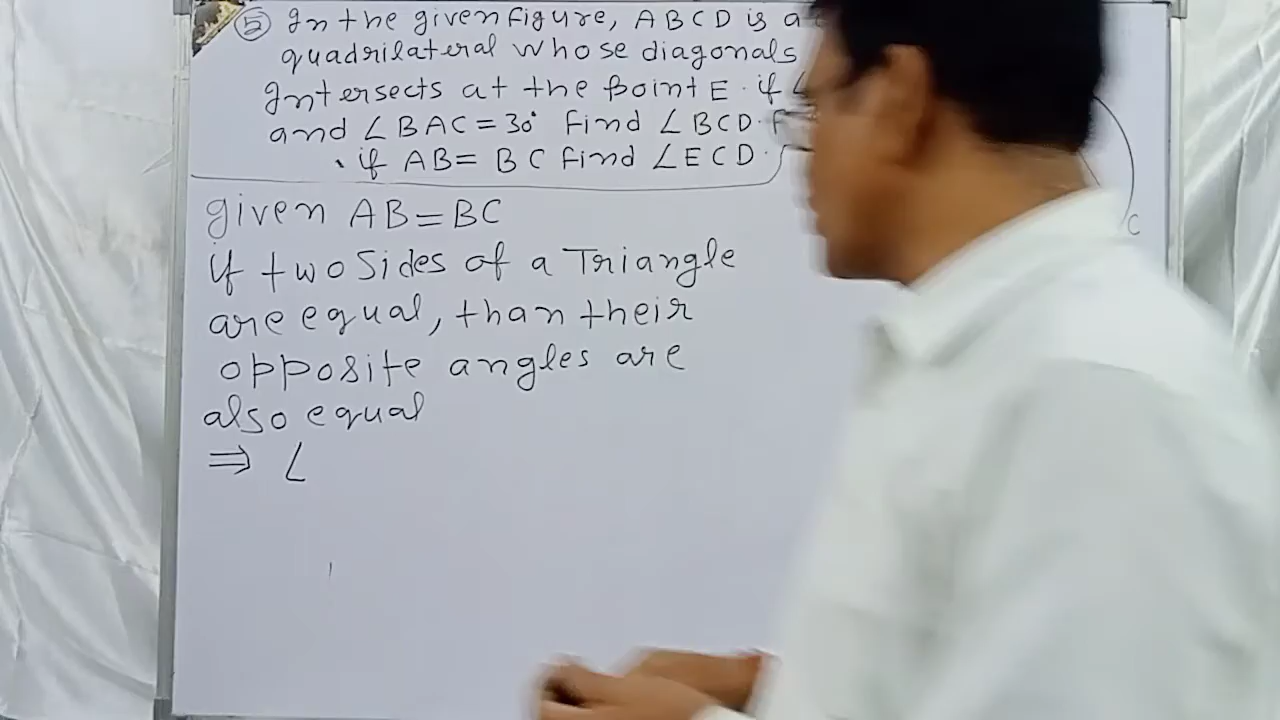 5 In the given figure, ABCD is a
quadrilateral whose diagonals
Intersects at the Point E. if ∠
and ∠BAC = 30° Find ∠BCD.
if AB = BC find ∠ECD.
C
given AB = BC
if two Sides of a Triangle
are equal, than their
opposite angles are
also equal
⇒ ∠